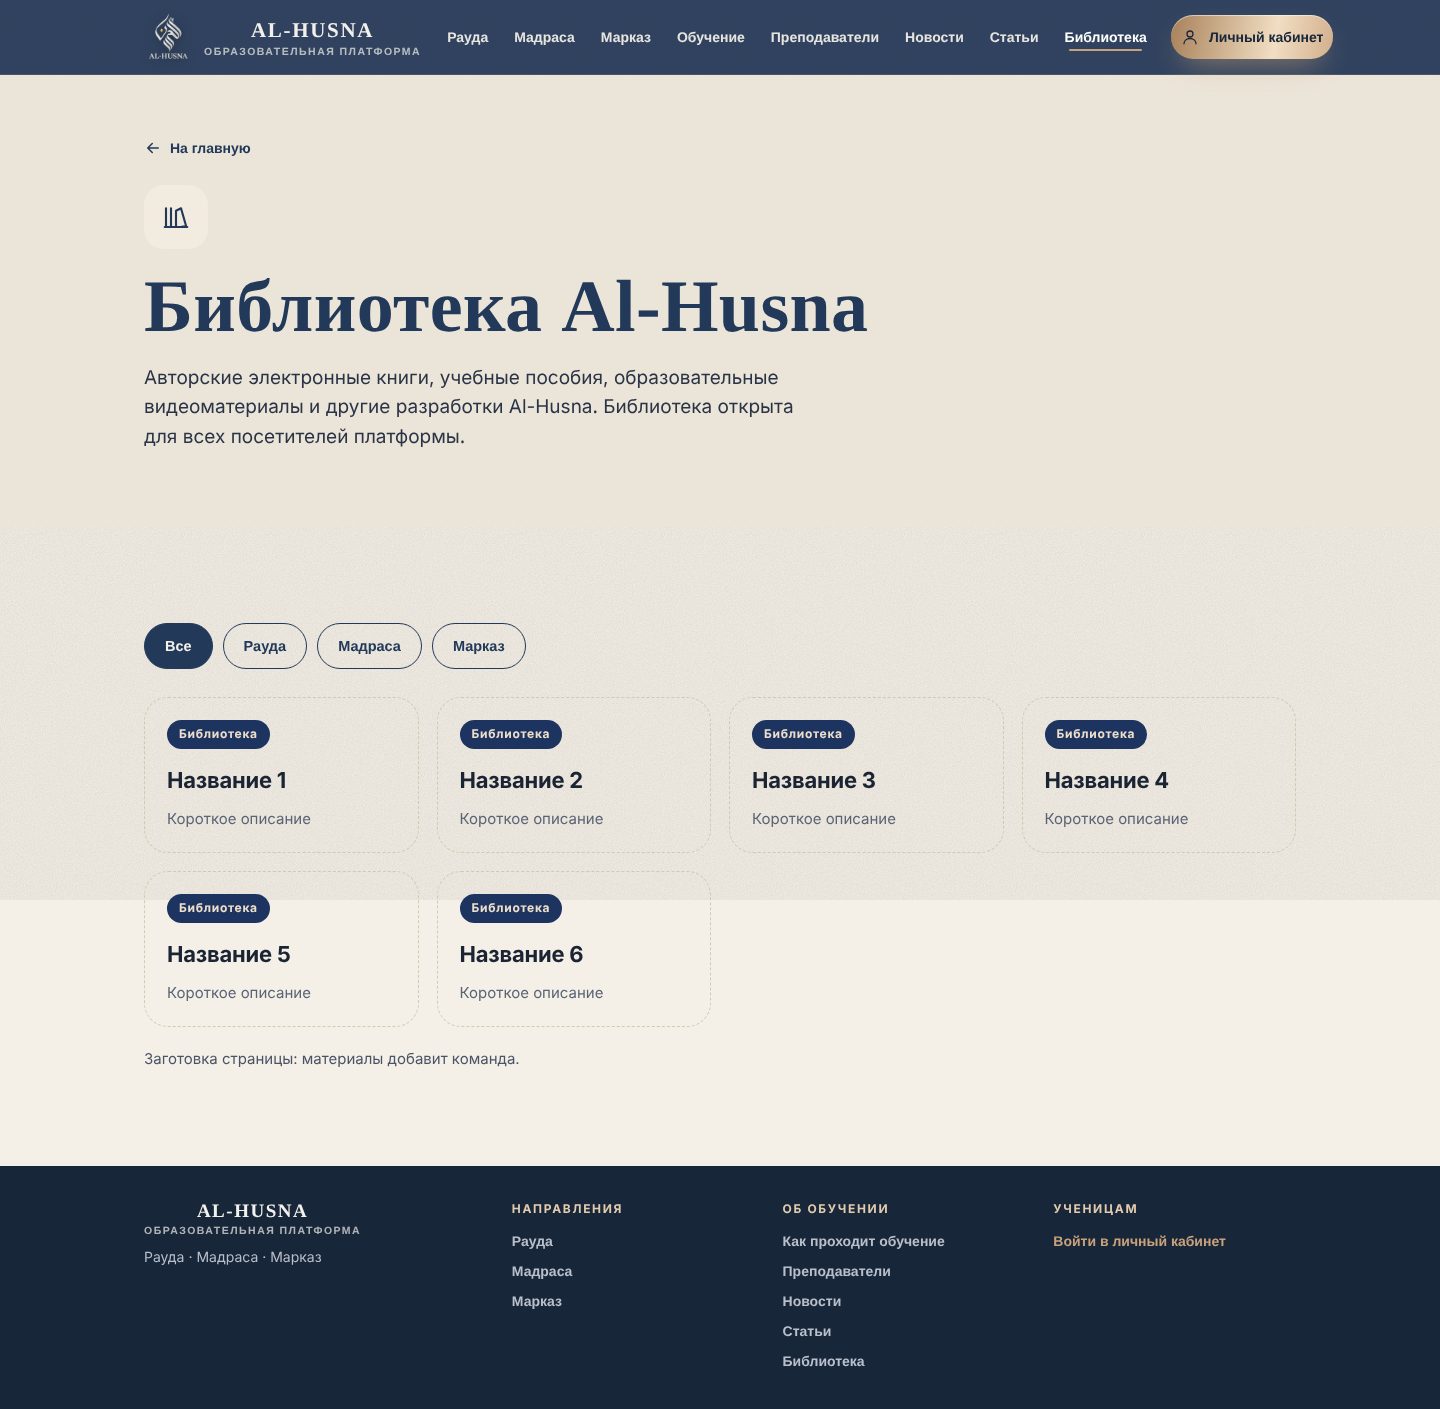 AL-HUSNA
AL-HUSNA
ОБРАЗОВАТЕЛЬНАЯ ПЛАТФОРМА
Рауда
Мадраса
Марказ
Обучение
Преподаватели
Новости
Статьи
Библиотека
Личный кабинет
На главную
Библиотека Al-Husna
Авторские электронные книги, учебные пособия, образовательные
видеоматериалы и другие разработки Al-Husna. Библиотека открыта
для всех посетителей платформы.
Все
Рауда
Мадраса
Марказ
Библиотека
Название 1
Короткое описание
Библиотека
Название 2
Короткое описание
Библиотека
Название 3
Короткое описание
Библиотека
Название 4
Короткое описание
Библиотека
Название 5
Короткое описание
Библиотека
Название 6
Короткое описание
Заготовка страницы: материалы добавит команда.
AL-HUSNA
ОБРАЗОВАТЕЛЬНАЯ ПЛАТФОРМА
Рауда · Мадраса · Марказ
НАПРАВЛЕНИЯ
Рауда
Мадраса
Марказ
ОБ ОБУЧЕНИИ
Как проходит обучение
Преподаватели
Новости
Статьи
Библиотека
УЧЕНИЦАМ
Войти в личный кабинет